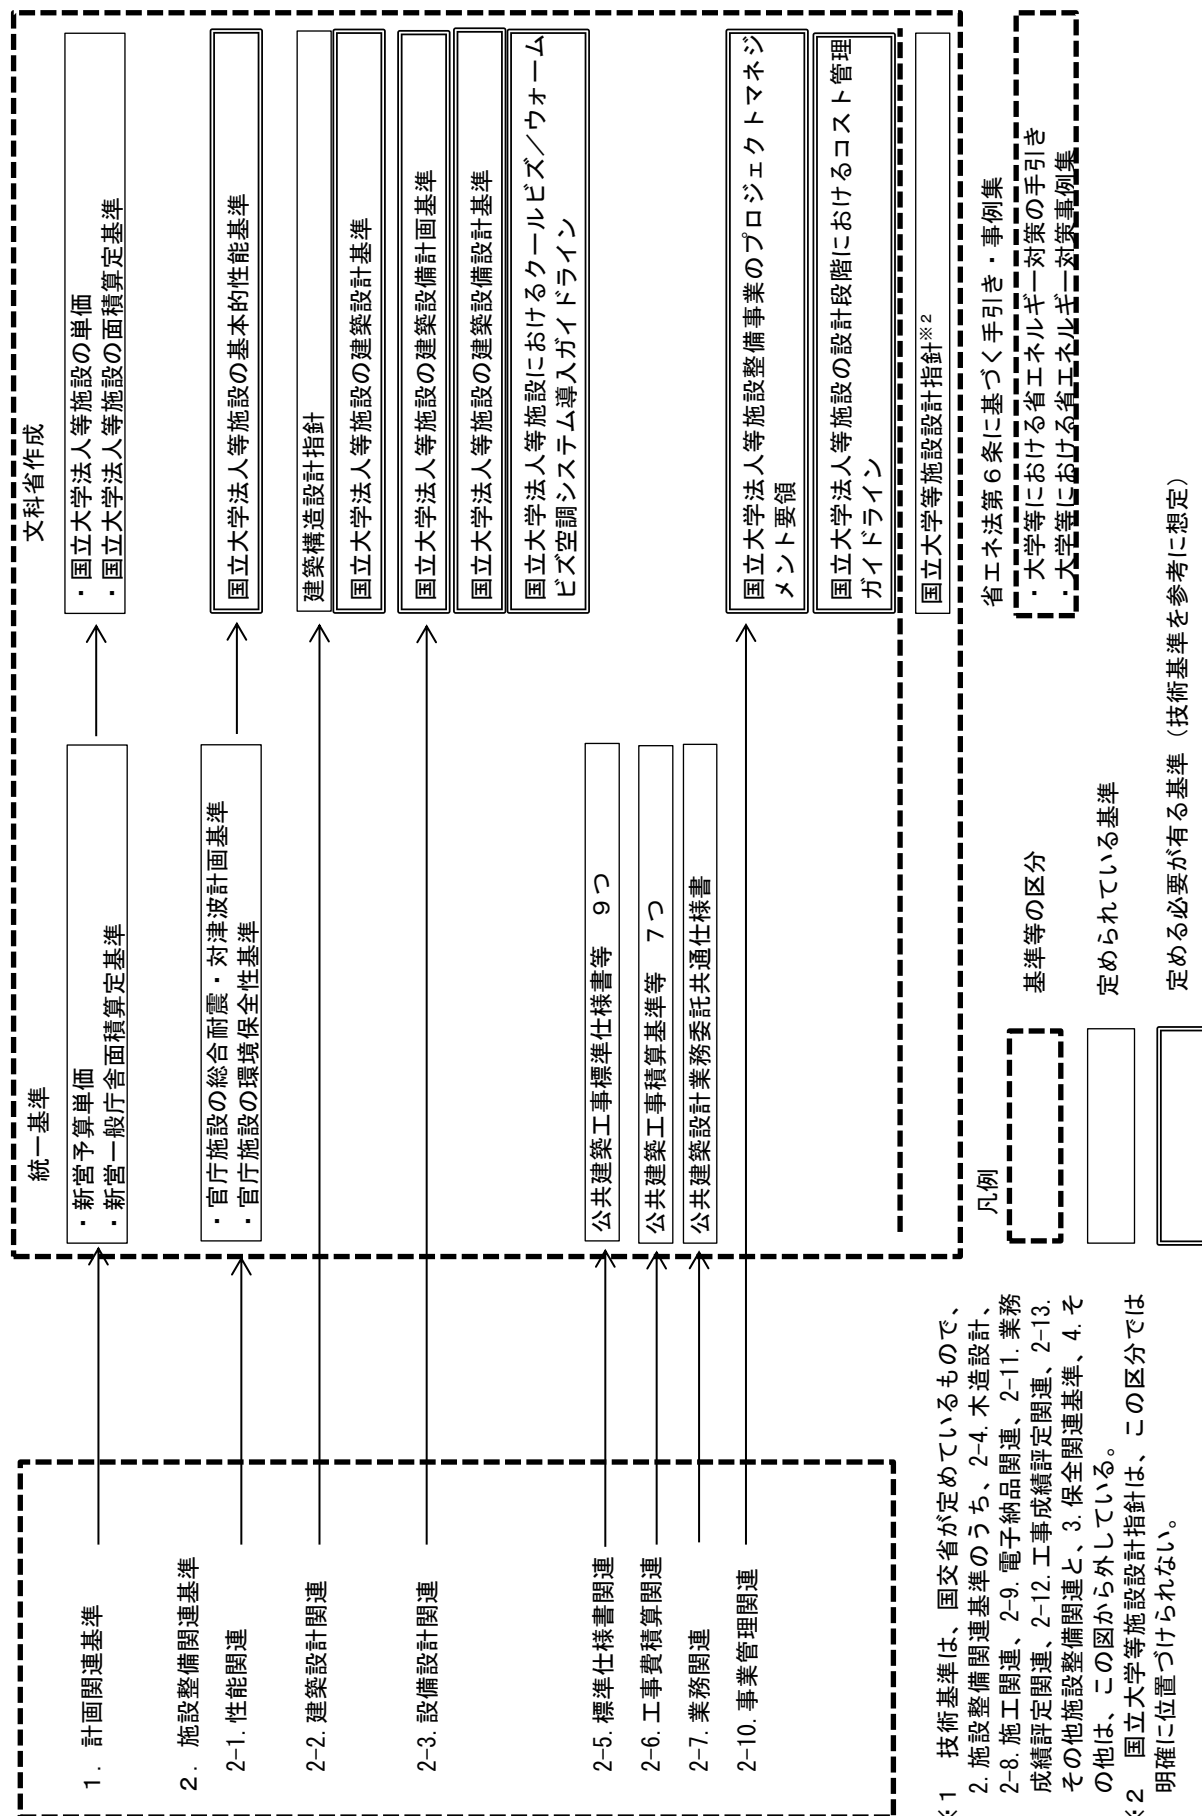 統一基準
文科省作成
1. 計画関連基準
・新営予算単価
・新営一般庁舎面積算定基準
・国立大学法人等施設の単価
・国立大学法人等施設の面積算定基準
2. 施設整備関連基準
2-1. 性能関連
・官庁施設の総合耐震・対津波計画基準
・官庁施設の環境保全性基準
国立大学法人等施設の基本的性能基準
2-2. 建築設計関連
建築構造設計指針
国立大学法人等施設の建築設計基準
2-3. 設備設計関連
国立大学法人等施設の建築設備計画基準
国立大学法人等施設の建築設備設計基準
国立大学法人等施設におけるクールビズ／ウォーム
ビズ空調システム導入ガイドライン
2-5. 標準仕様書関連
公共建築工事標準仕様書等 9つ
2-6. 工事費積算関連
公共建築工事積算基準等 7つ
2-7. 業務関連
公共建築設計業務委託共通仕様書
2-10. 事業管理関連
国立大学法人等施設整備事業のプロジェクトマネジ
メント要領
国立大学法人等施設の設計段階におけるコスト管理
ガイドライン
国立大学等施設設計指針※2
省エネ法第6条に基づく手引き・事例集
・大学等における省エネルギー対策の手引き
・大学等における省エネルギー対策事例集
※1 技術基準は、国交省が定めているもので、
2.施設整備関連基準のうち、2-4.木造設計、
2-8.施工関連、2-9.電子納品関連、2-11.業務
成績評定関連、2-12.工事成績評定関連、2-13.
その他施設整備関連と、3.保全関連基準、4.そ
の他は、この図から外している。
※2 国立大学等施設設計指針は、この区分では
明確に位置づけられない。
凡例
基準等の区分
定められている基準
定める必要が有る基準（技術基準を参考に想定）